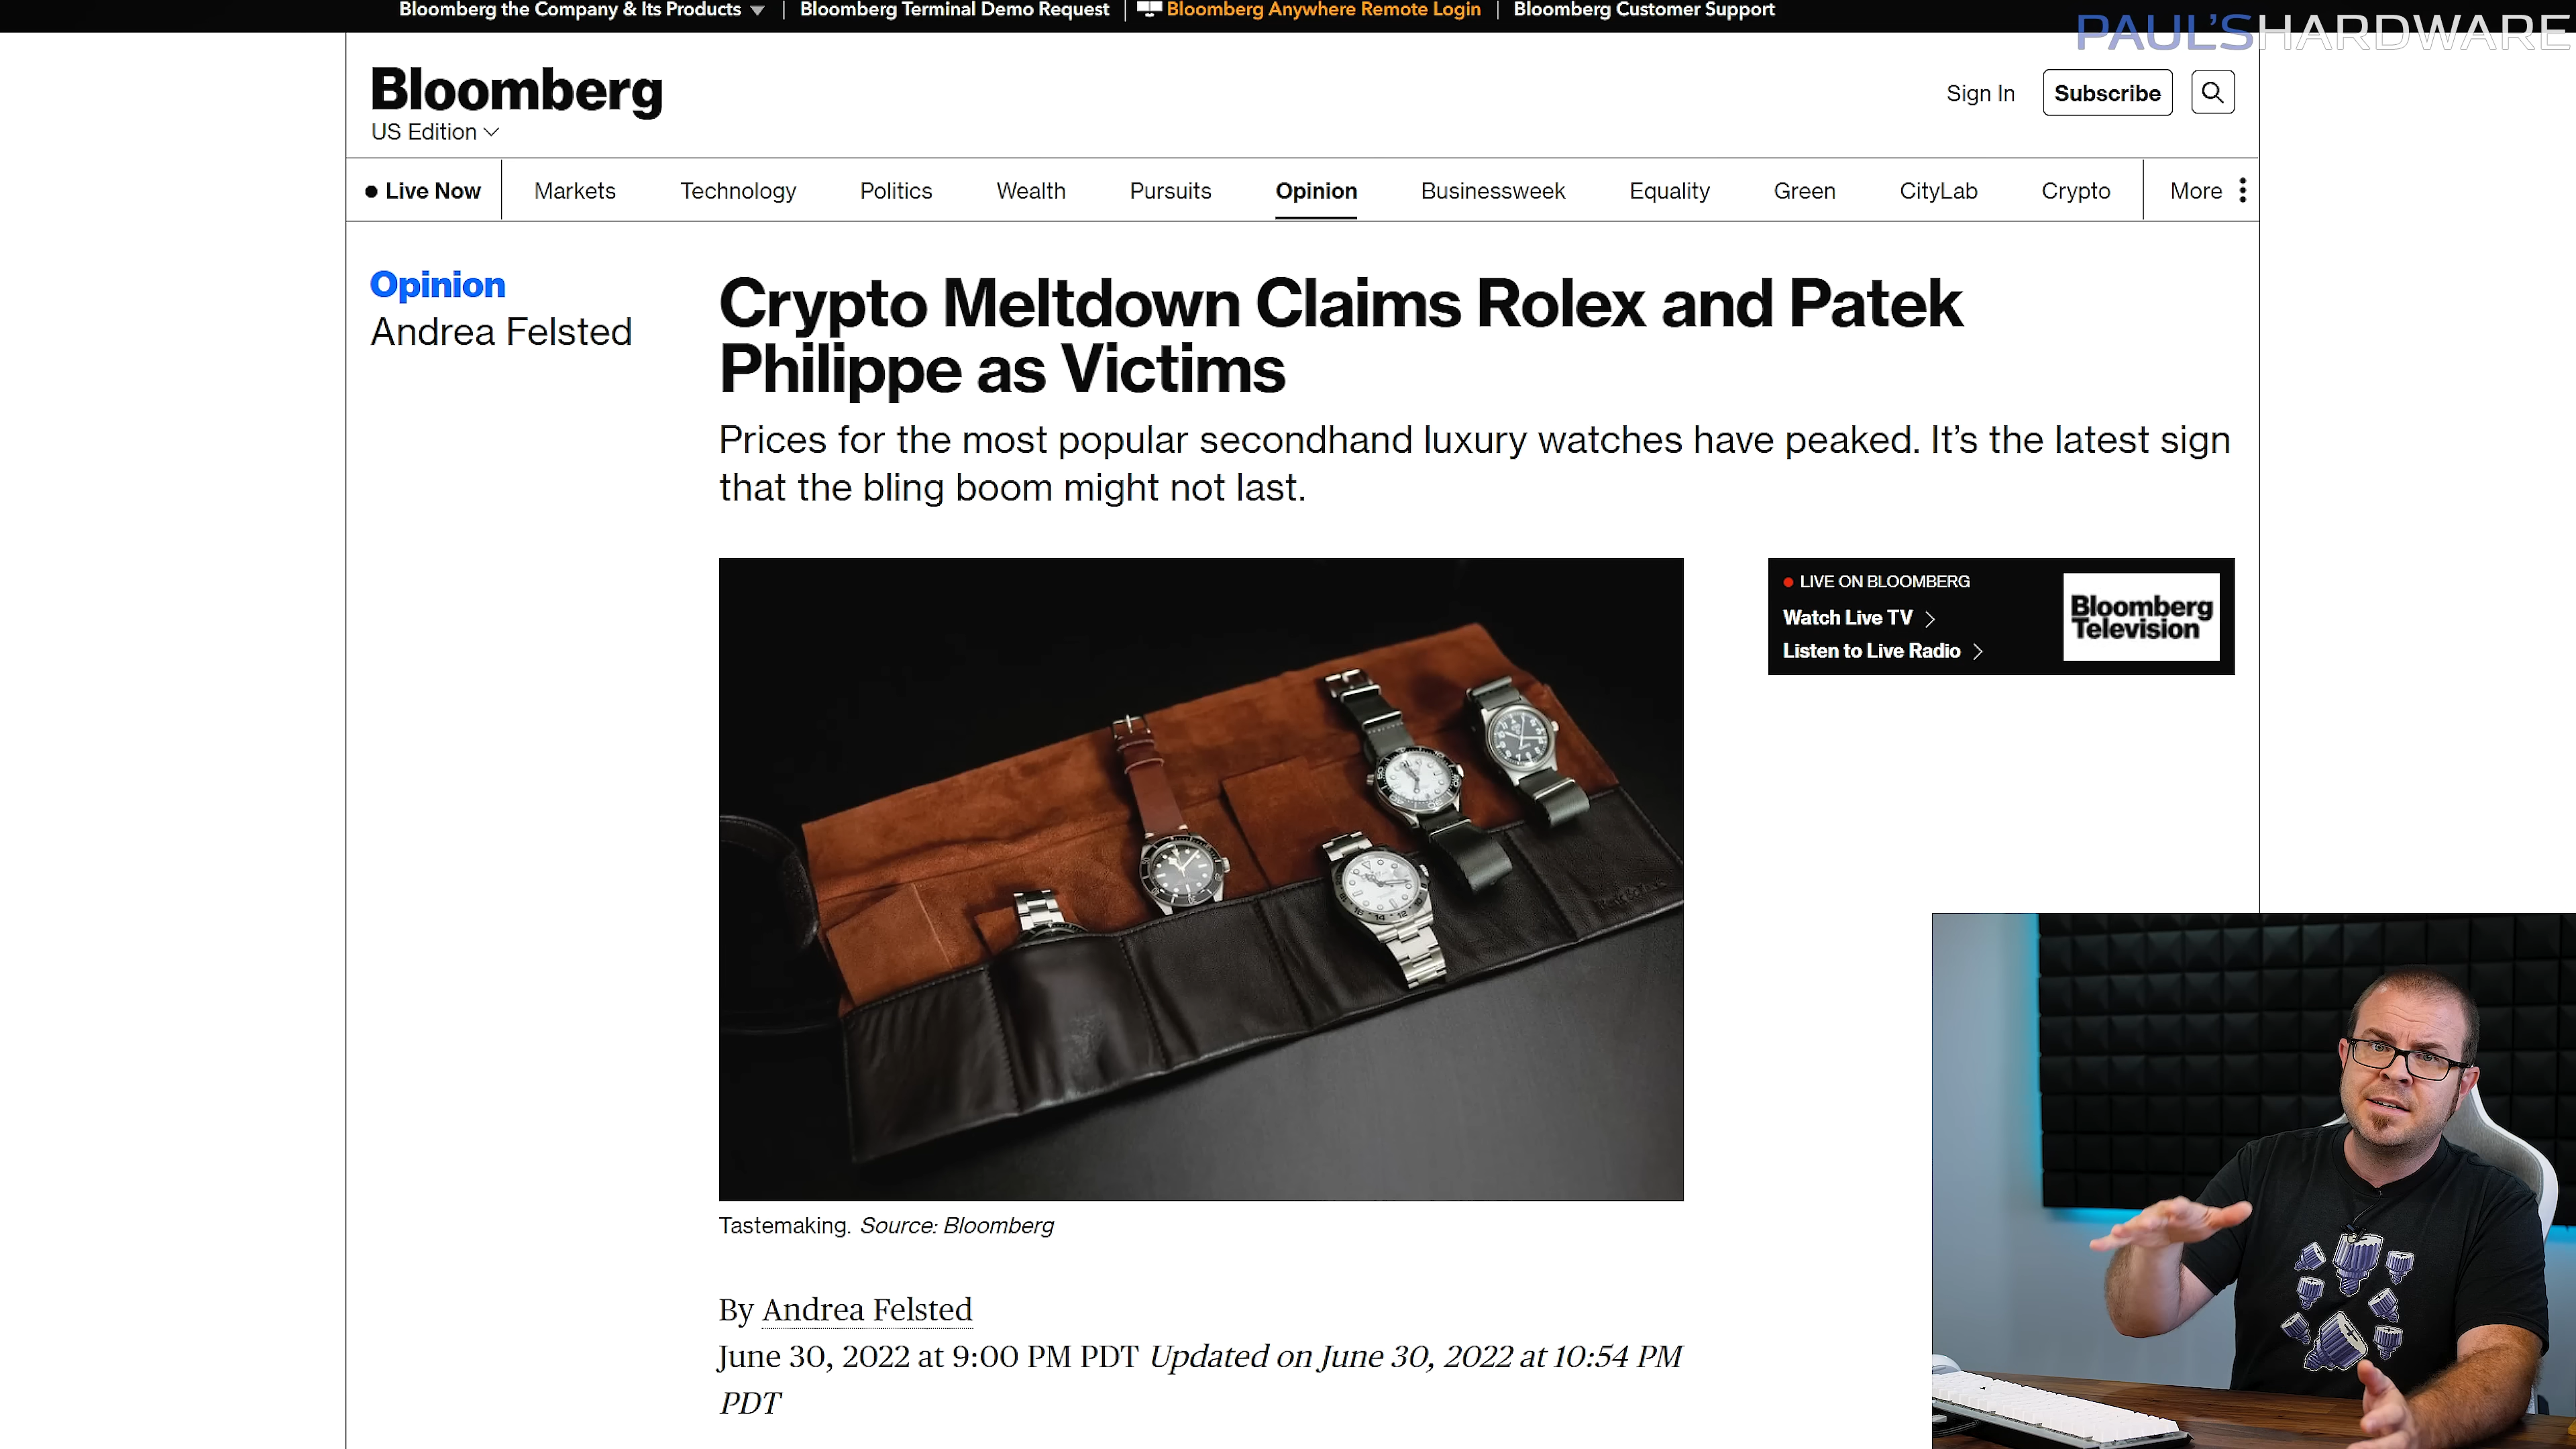 Bloomberg the Company & Its Products
Bloomberg Terminal Demo Request
Bloomberg Anywhere Remote Login
Bloomberg Customer Support
PAUL'SHARDWARE
Bloomberg
US Edition
Sign In
Subscribe
Live Now
Markets
Technology
Politics
Wealth
Pursuits
Opinion
Businessweek
Equality
Green
CityLab
Crypto
More
Opinion
Andrea Felsted
Crypto Meltdown Claims Rolex and Patek
Philippe as Victims
Prices for the most popular secondhand luxury watches have peaked. It's the latest sign
that the bling boom might not last.
LIVE ON BLOOMBERG
Watch Live TV
Listen to Live Radio
Bloomberg
Television
Tastemaking. Source: Bloomberg
By Andrea Felsted
June 30, 2022 at 9:00 PM PDT Updated on June 30, 2022 at 10:54 PM
PDT